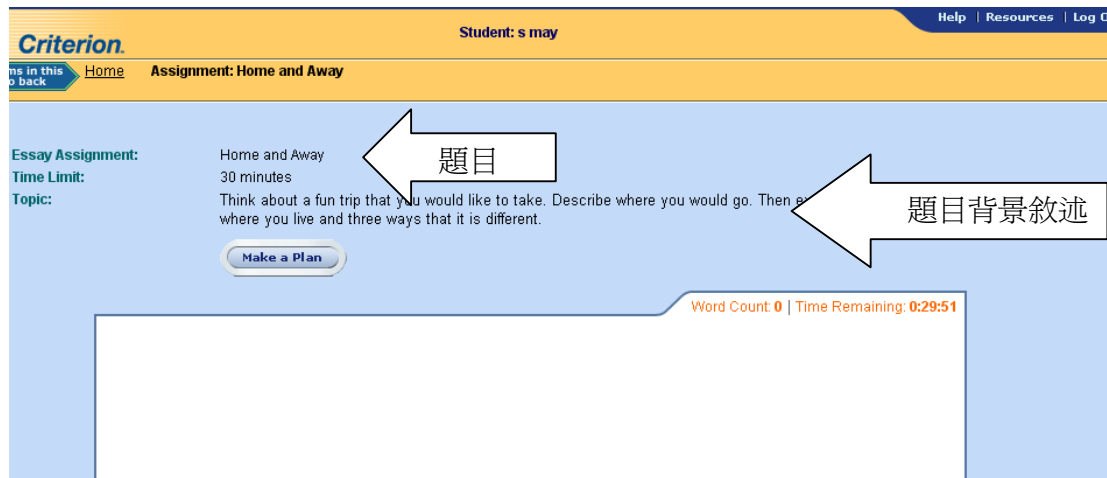 Help | Resources | Log
Student: s may
Criterion.
ms in this
o back
Home Assignment: Home and Away
Essay Assignment: Home and Away
題目
Time Limit: 30 minutes
Topic: Think about a fun trip that you would like to take. Describe where you would go. Then
where you live and three ways that it is different.
題目背景敘述
Make a Plan
Word Count: 0 | Time Remaining: 0:29:51